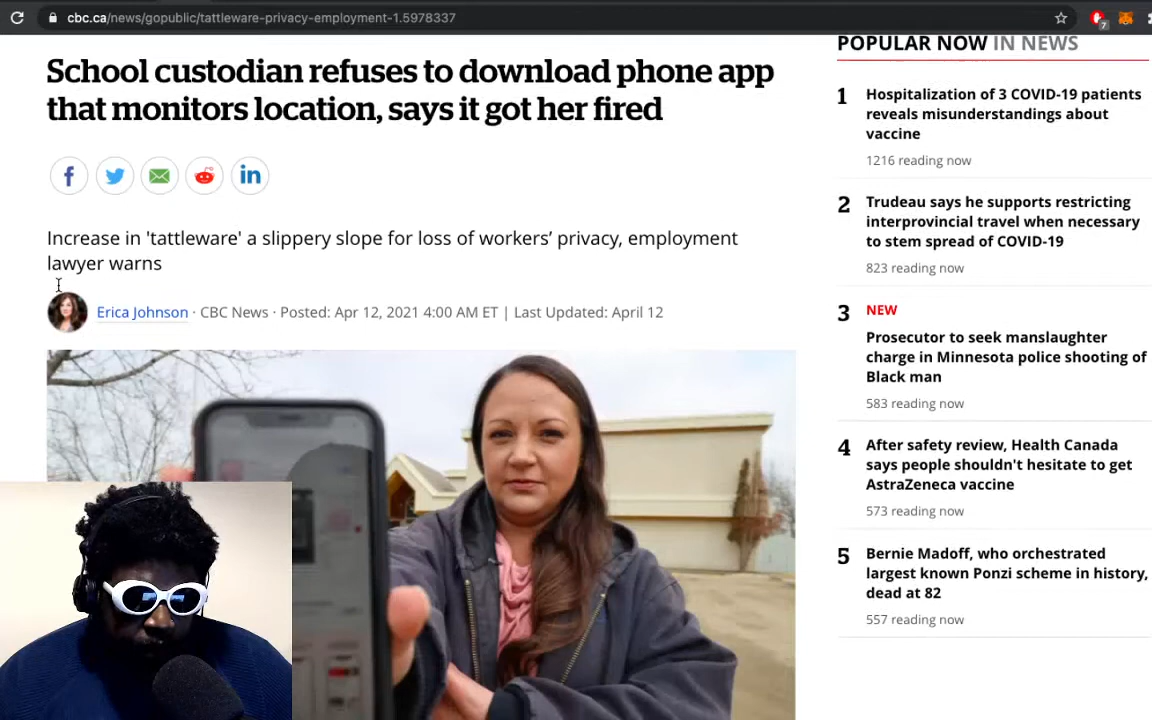 cbc.ca/news/gopublic/tattleware-privacy-employment-1.5978337
7
School custodian refuses to download phone app
that monitors location, says it got her fired
Increase in 'tattleware' a slippery slope for loss of workers’ privacy, employment
lawyer warns
Erica Johnson · CBC News · Posted: Apr 12, 2021 4:00 AM ET | Last Updated: April 12
POPULAR NOW IN NEWS
1
Hospitalization of 3 COVID-19 patients
reveals misunderstandings about
vaccine
1216 reading now
2
Trudeau says he supports restricting
interprovincial travel when necessary
to stem spread of COVID-19
823 reading now
3
NEW
Prosecutor to seek manslaughter
charge in Minnesota police shooting of
Black man
583 reading now
4
After safety review, Health Canada
says people shouldn't hesitate to get
AstraZeneca vaccine
573 reading now
5
Bernie Madoff, who orchestrated
largest known Ponzi scheme in history,
dead at 82
557 reading now